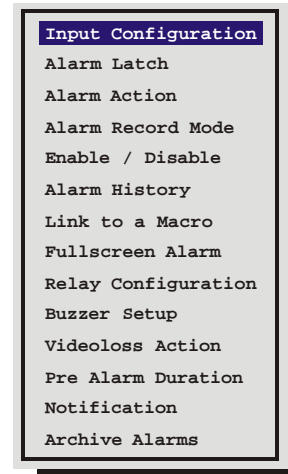 Input Configuration
Alarm Latch
Alarm Action
Alarm Record Mode
Enable / Disable
Alarm History
Link to a Macro
Fullscreen Alarm
Relay Configuration
Buzzer Setup
Videoloss Action
Pre Alarm Duration
Notification
Archive Alarms